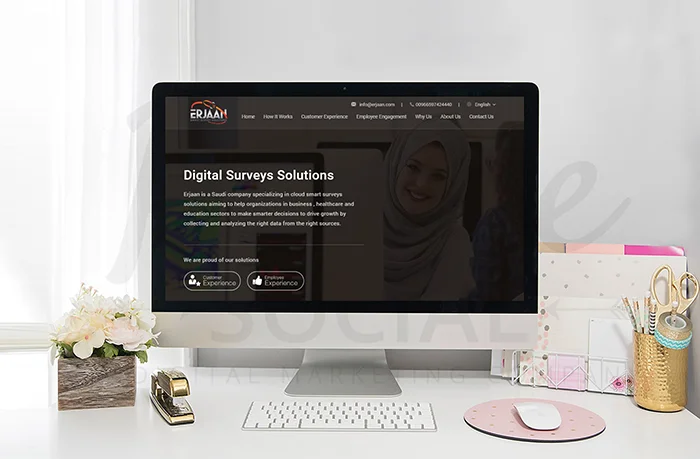 info@erjaan.com | 00966597424440 | English
ERJAAN
Home How It Works Customer Experience Employee Engagement Why Us About Us Contact Us
Digital Surveys Solutions
Erjaan is a Saudi company specializing in cloud smart surveys
solutions aiming to help organizations in business , healthcare and
education sectors to make smarter decisions to drive growth by
collecting and analyzing the right data from the right sources.
We are proud of our solutions
Customer Experience
Employee Experience
SOCIAL
MARKETING